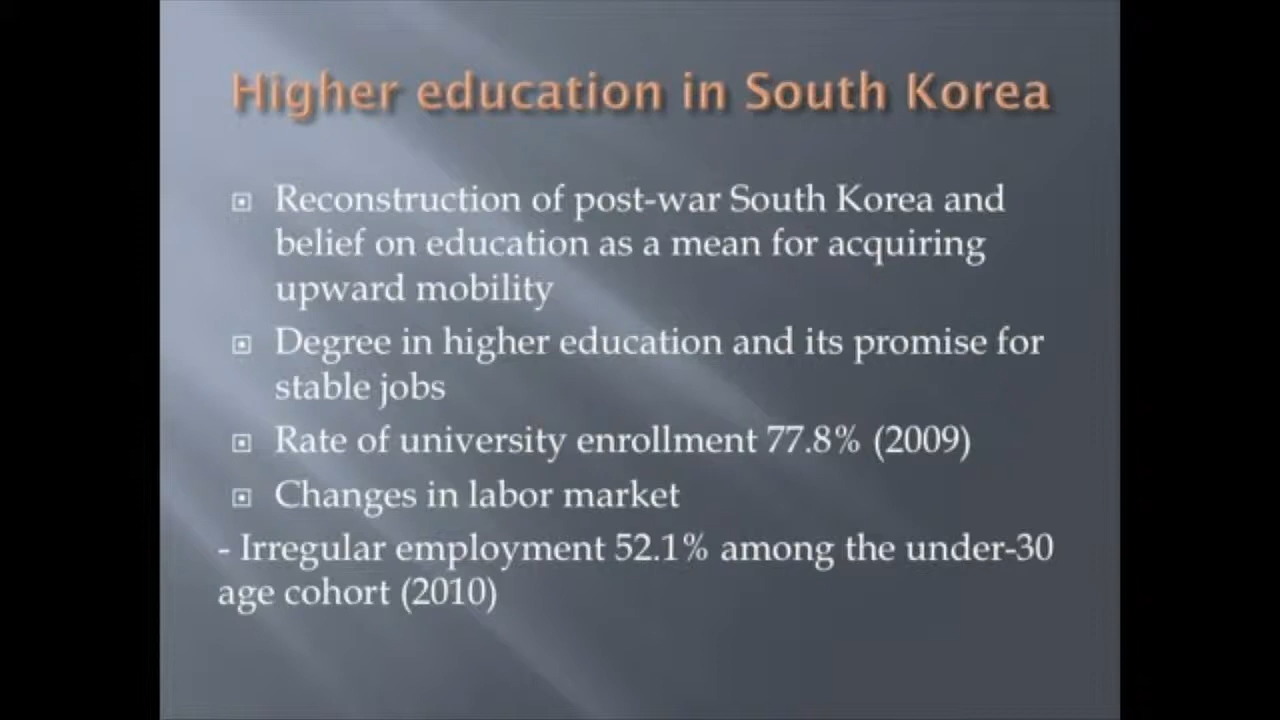 Higher education in South Korea
Reconstruction of post-war South Korea and
belief on education as a mean for acquiring
upward mobility
Degree in higher education and its promise for
stable jobs
Rate of university enrollment 77.8% (2009)
Changes in labor market
- Irregular employment 52.1% among the under-30
age cohort (2010)